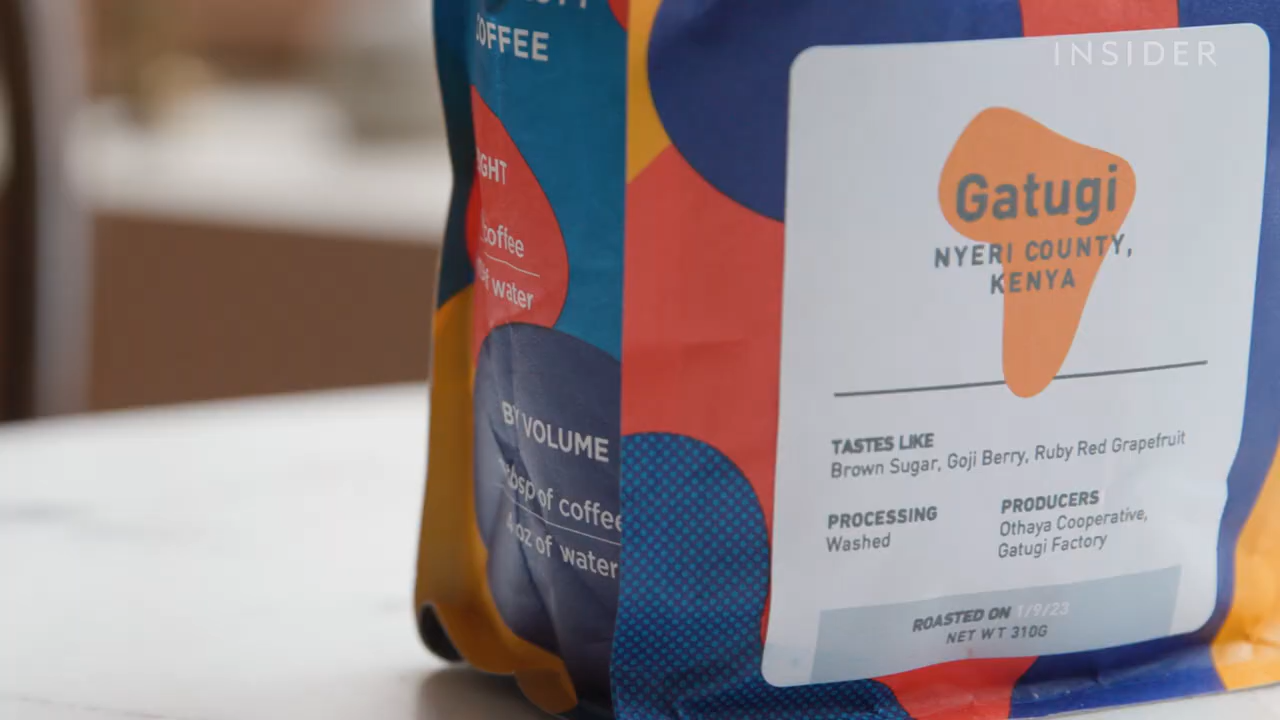 COFFEE
coffee
water
BY VOLUME
tbsp of coffee
4 oz of water
INSIDER
Gatugi
NYERI COUNTY,
KENYA
TASTES LIKE
Brown Sugar, Goji Berry, Ruby Red Grapefruit
PROCESSING
Washed
PRODUCERS
Othaya Cooperative,
Gatugi Factory
ROASTED ON 1/9/23
NET WT 310G